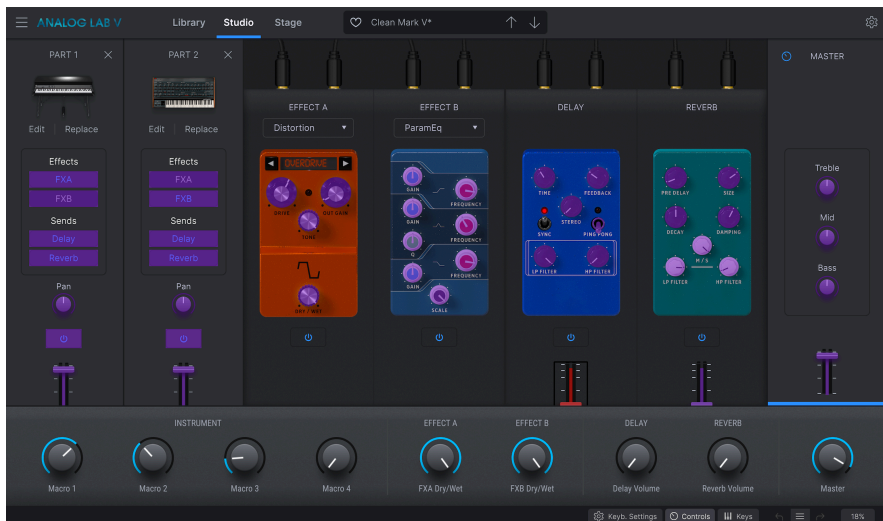 ANALOG LAB V
Library Studio Stage
Clean Mark V*
PART 1
PART 2
MASTER
Edit Replace
Edit Replace
EFFECT A
EFFECT B
DELAY
REVERB
Distortion
ParamEq
Effects
FXA
FXB
Sends
Delay
Reverb
Pan
Effects
FXA
FXB
Sends
Delay
Reverb
Pan
OVERDRIVE
DRIVE
OUT GAIN
TONE
DRY / WET
GAIN
FREQUENCY
GAIN
FREQUENCY
Q
FREQUENCY
GAIN
SCALE
TIME
FEEDBACK
STEREO
SYNC
PING PONG
LP FILTER
HP FILTER
PRE DELAY
SIZE
DECAY
DAMPING
M / S
LP FILTER
HP FILTER
Treble
Mid
Bass
INSTRUMENT
EFFECT A
EFFECT B
DELAY
REVERB
Macro 1
Macro 2
Macro 3
Macro 4
FXA Dry/Wet
FXB Dry/Wet
Delay Volume
Reverb Volume
Master
Keyb. Settings
Controls
Keys
18%